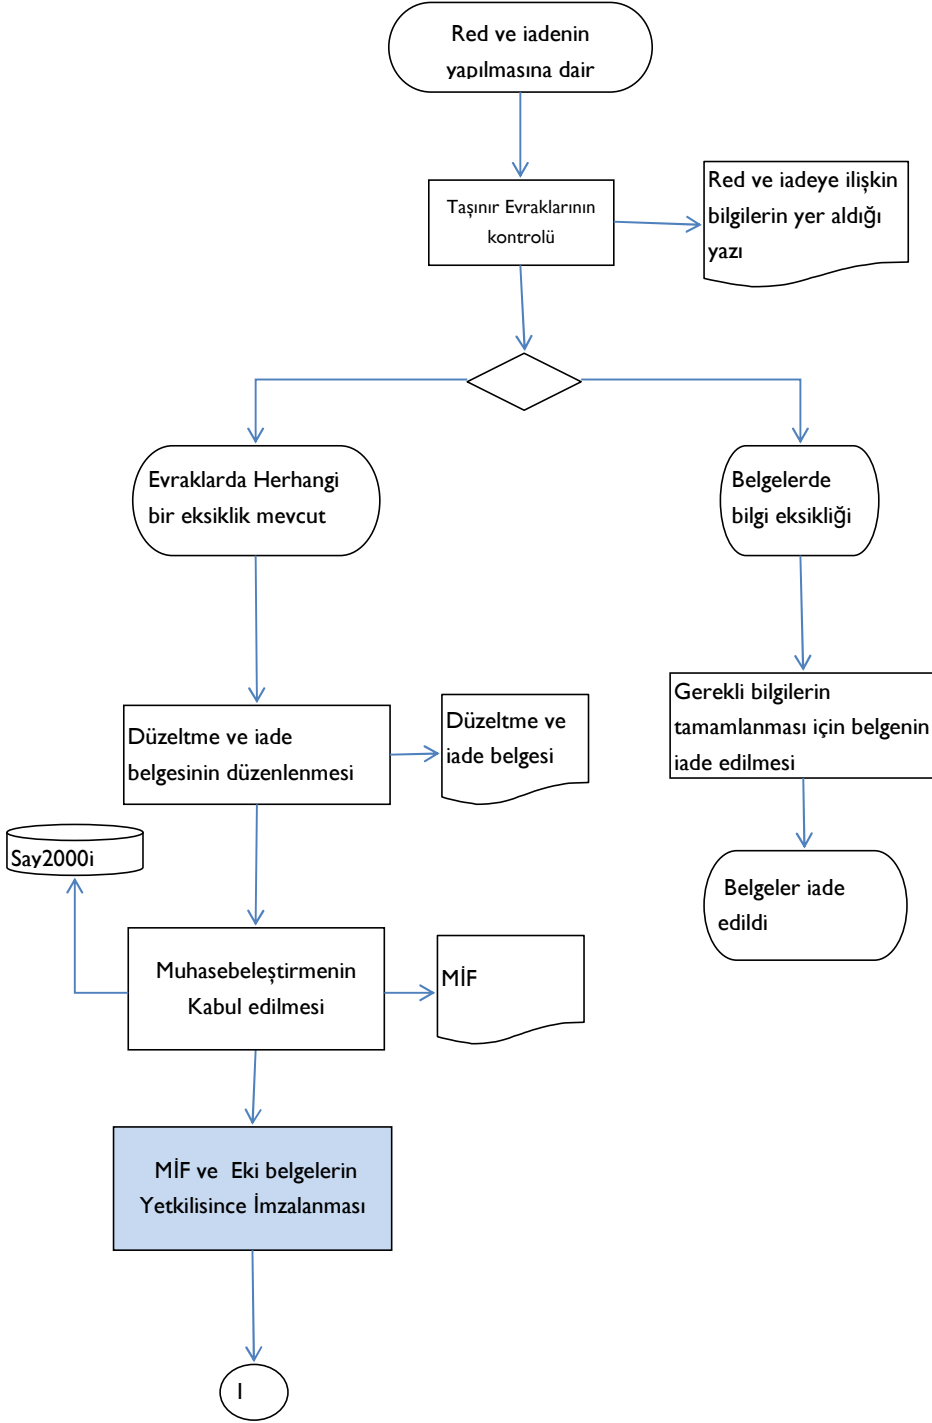 Red ve iadenin
yapılmasına dair
Taşınır Evraklarının
kontrolü
Red ve iadeye ilişkin
bilgilerin yer aldığı
yazı
Evraklarda Herhangi
bir eksiklik mevcut
Belgelerde
bilgi eksikliği
Düzeltme ve iade
belgesinin düzenlenmesi
Düzeltme ve
iade belgesi
Gerekli bilgilerin
tamamlanması için belgenin
iade edilmesi
Say2000i
Belgeler iade
edildi
Muhasebeleştirmenin
Kabul edilmesi
MİF
MİF ve Eki belgelerin
Yetkilisince İmzalanması
I